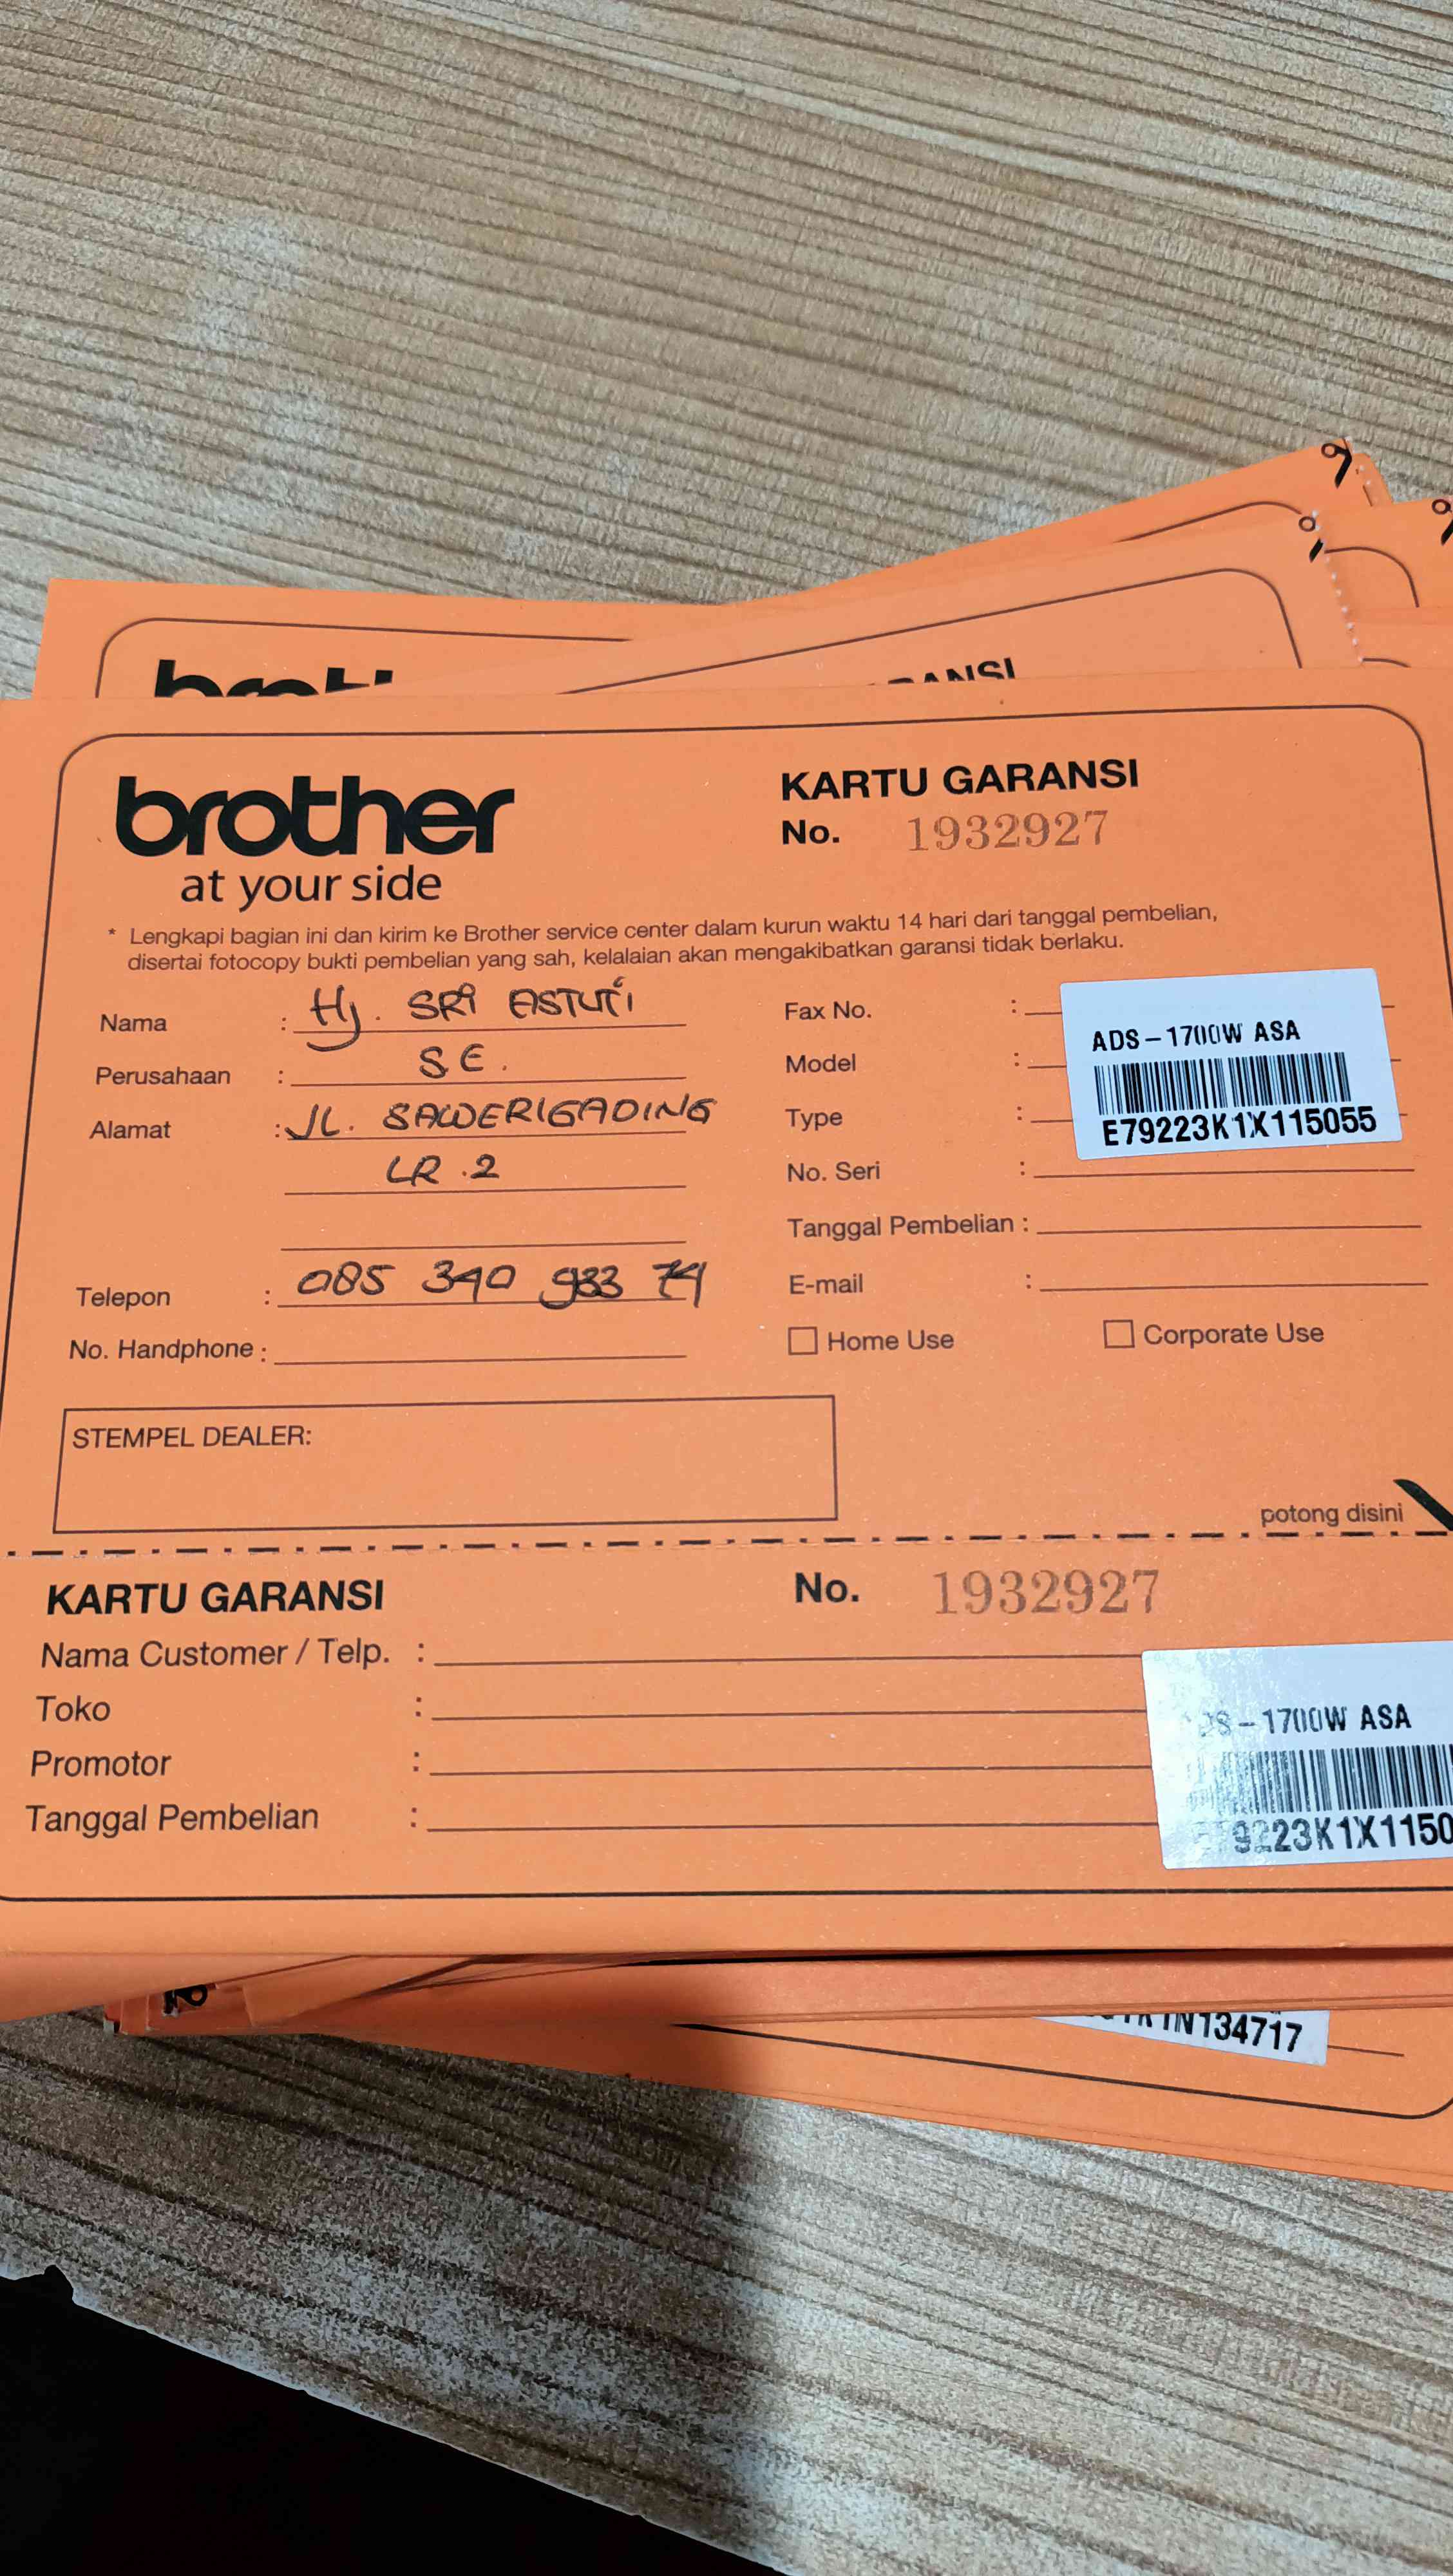 RANSI
brother
at your side
KARTU GARANSI
No. 1932927
* Lengkapi bagian ini dan kirim ke Brother service center dalam kurun waktu 14 hari dari tanggal pembelian,
disertai fotocopy bukti pembelian yang sah, kelalaian akan mengakibatkan garansi tidak berlaku.
Nama : Hj. SRI ASTUTI
Perusahaan : S.E.
Alamat : JL. SAWERIGADING
LR.2
Telepon : 085 340 933
No. Handphone :
Fax No. :
Model :
Type :
No. Seri :
Tanggal Pembelian :
E-mail :
Home Use
Corporate Use
ADS-1700W ASA
E79223K1X115055
STEMPEL DEALER:
potong disini
KARTU GARANSI
No. 1932927
Nama Customer / Telp. :
Toko :
Promotor :
Tanggal Pembelian :
DS-1700W ASA
9223K1X1150
1N134717